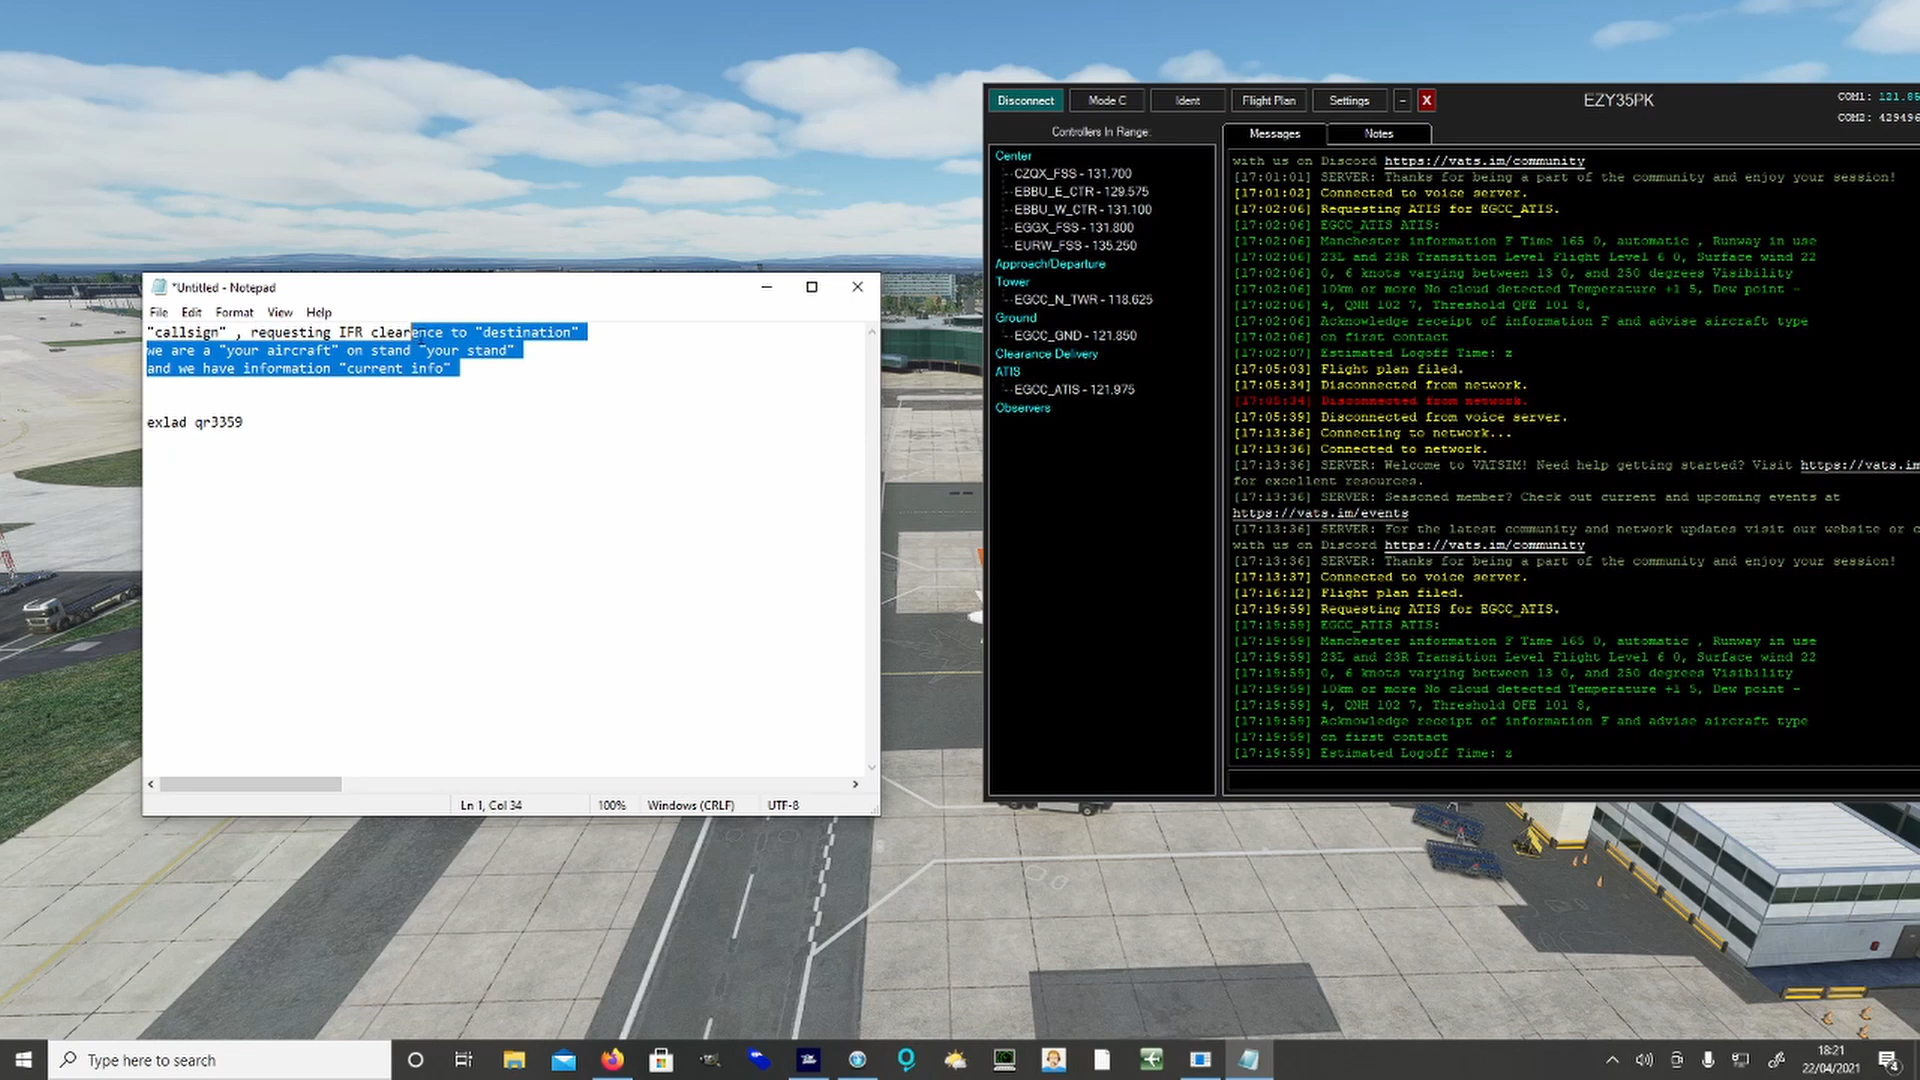 *Untitled - Notepad
File Edit Format View Help
"callsign" , requesting IFR clearence to "destination"
we are a "your aircraft" on stand "your stand"
and we have information "current info"
exlad qr3359
Ln 1, Col 34 100% Windows (CRLF) UTF-8
Disconnect Mode C Ident Flight Plan Settings - X EZY35PK
COM1: 121.85
COM2: 429496
Controllers In Range:
Center
CZQX_FSS - 131.700
EBBU_E_CTR - 129.575
EBBU_W_CTR - 131.100
EGGX_FSS - 131.800
EURW_FSS - 135.250
Approach/Departure
Tower
EGCC_N_TWR - 118.625
Ground
EGCC_GND - 121.850
Clearance Delivery
ATIS
EGCC_ATIS - 121.975
Observers
Messages Notes
with us on Discord https://vats.im/community
[17:01:01] SERVER: Thanks for being a part of the community and enjoy your session!
[17:01:02] Connected to voice server.
[17:02:06] Requesting ATIS for EGCC_ATIS.
[17:02:06] EGCC_ATIS ATIS:
[17:02:06] Manchester information F Time 165 0, automatic , Runway in use
[17:02:06] 23L and 23R Transition Level Flight Level 6 0, Surface wind 22
[17:02:06] 0, 6 knots varying between 13 0, and 250 degrees Visibility
[17:02:06] 10km or more No cloud detected Temperature +1 5, Dew point -
[17:02:06] 4, QNH 102 7, Threshold QFE 101 8,
[17:02:06] Acknowledge receipt of information F and advise aircraft type
[17:02:06] on first contact
[17:02:07] Estimated Logoff Time: z
[17:05:03] Flight plan filed.
[17:05:34] Disconnected from network.
[17:05:34] Disconnected from network.
[17:05:39] Disconnected from voice server.
[17:13:36] Connecting to network...
[17:13:36] Connected to network.
[17:13:36] SERVER: Welcome to VATSIM! Need help getting started? Visit https://vats.im
for excellent resources.
[17:13:36] SERVER: Seasoned member? Check out current and upcoming events at
https://vats.im/events
[17:13:36] SERVER: For the latest community and network updates visit our website or c
with us on Discord https://vats.im/community
[17:13:36] SERVER: Thanks for being a part of the community and enjoy your session!
[17:13:37] Connected to voice server.
[17:16:12] Flight plan filed.
[17:19:59] Requesting ATIS for EGCC_ATIS.
[17:19:59] EGCC_ATIS ATIS:
[17:19:59] Manchester information F Time 165 0, automatic , Runway in use
[17:19:59] 23L and 23R Transition Level Flight Level 6 0, Surface wind 22
[17:19:59] 0, 6 knots varying between 13 0, and 250 degrees Visibility
[17:19:59] 10km or more No cloud detected Temperature +1 5, Dew point -
[17:19:59] 4, QNH 102 7, Threshold QFE 101 8,
[17:19:59] Acknowledge receipt of information F and advise aircraft type
[17:19:59] on first contact
[17:19:59] Estimated Logoff Time: z
Type here to search
18:21
22/04/2021
4